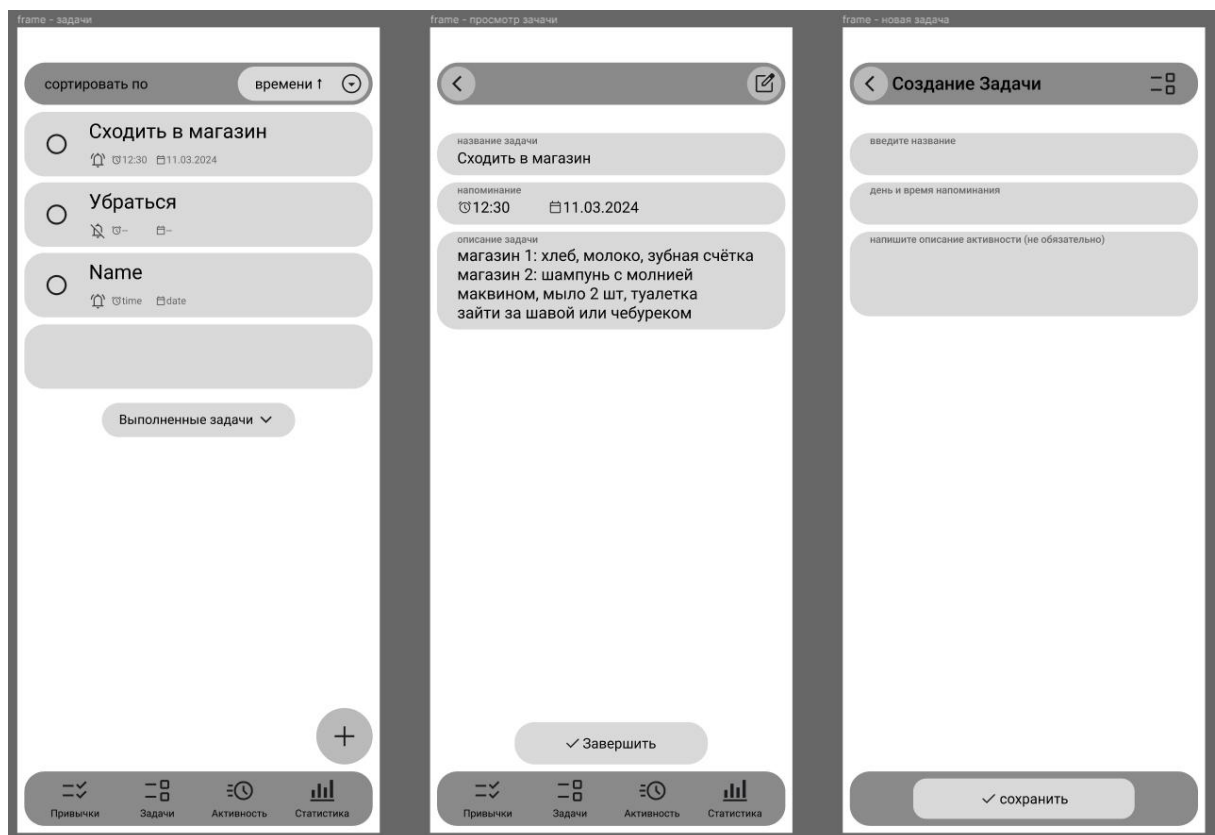 frame - задачи
сортировать по
времени ↑
Сходить в магазин
12:30 11.03.2024
Убраться
-- --
Name
time date
Выполненные задачи
+
Привычки Задачи Активность Статистика
frame - просмотр зачачи
название задачи
Сходить в магазин
напоминание
12:30 11.03.2024
описание задачи
магазин 1: хлеб, молоко, зубная счётка
магазин 2: шампунь с молнией
маквином, мыло 2 шт, туалетка
зайти за шавой или чебуреком
Завершить
Привычки Задачи Активность Статистика
frame - новая задача
Создание Задачи
введите название
день и время напоминания
напишите описание активности (не обязательно)
сохранить